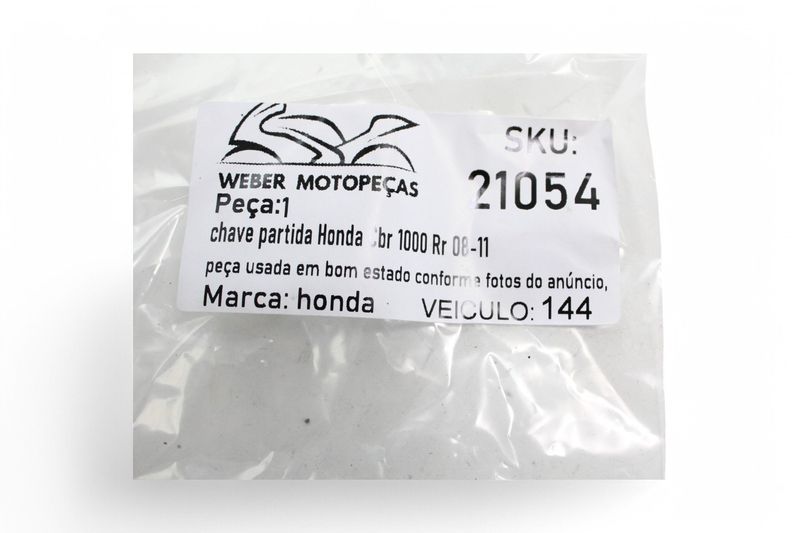 WEBER MOTOPEÇAS
SKU:
21054
Peça:1
chave partida Honda Cbr 1000 Rr 08-11
peça usada em bom estado conforme fotos do anúncio,
Marca: honda
VEICULO: 144